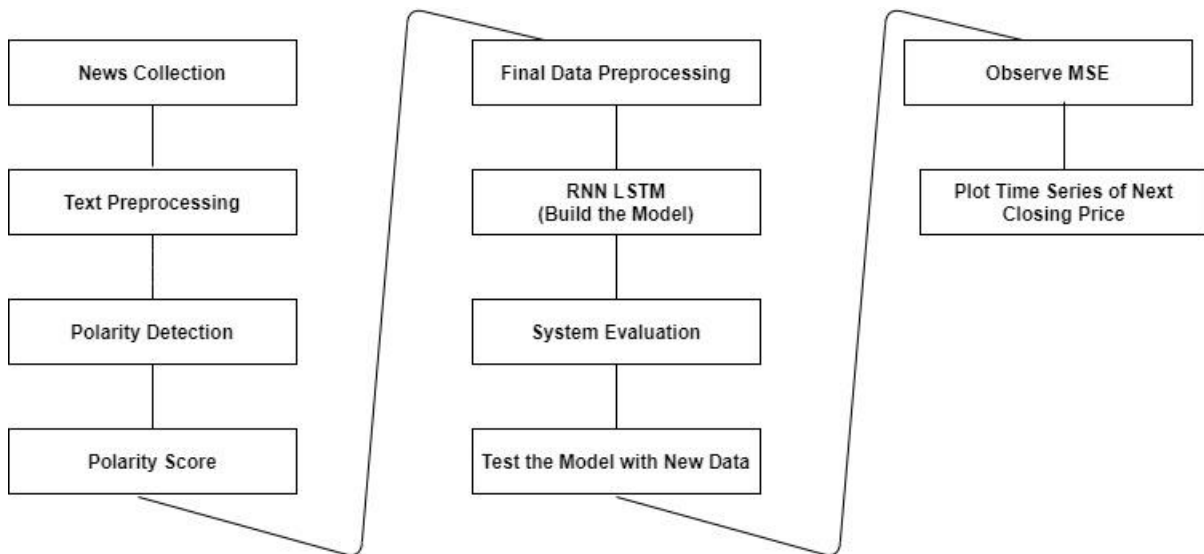 News Collection
Text Preprocessing
Polarity Detection
Polarity Score
Final Data Preprocessing
RNN LSTM
(Build the Model)
System Evaluation
Test the Model with New Data
Observe MSE
Plot Time Series of Next
Closing Price